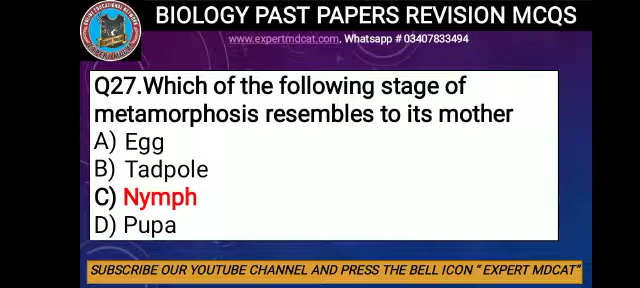 BIOLOGY PAST PAPERS REVISION MCQS
www.expertmdcat.com. Whatsapp # 03407833494
Q27.Which of the following stage of
metamorphosis resembles to its mother
A) Egg
B) Tadpole
C) Nymph
D) Pupa
SUBSCRIBE OUR YOUTUBE CHANNEL AND PRESS THE BELL ICON " EXPERT MDCAT"